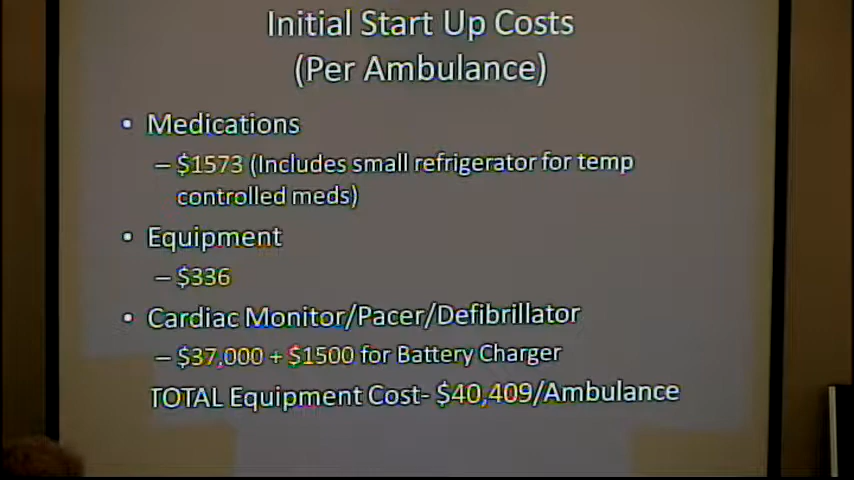 Initial Start Up Costs
(Per Ambulance)
• Medications
– $1573 (Includes small refrigerator for temp
controlled meds)
• Equipment
– $336
• Cardiac Monitor/Pacer/Defibrillator
– $37,000 + $1500 for Battery Charger
TOTAL Equipment Cost- $40,409/Ambulance